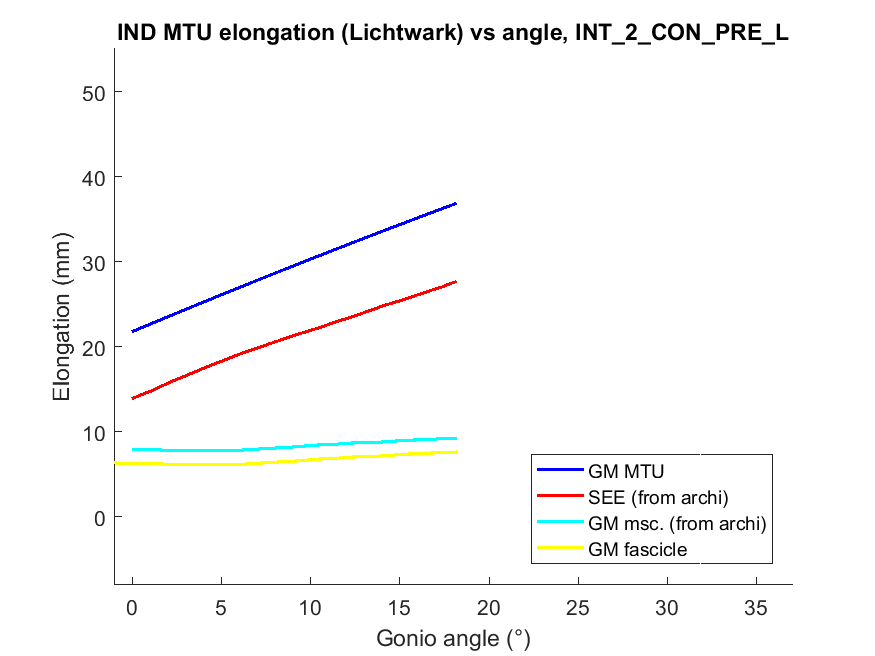 IND MTU elongation (Lichtwark) vs angle, INT_2_CON_PRE_L
50
40
30
20
10
0
Elongation (mm)
0 5 10 15 20 25 30 35
Gonio angle (°)
GM MTU
SEE (from archi)
GM msc. (from archi)
GM fascicle